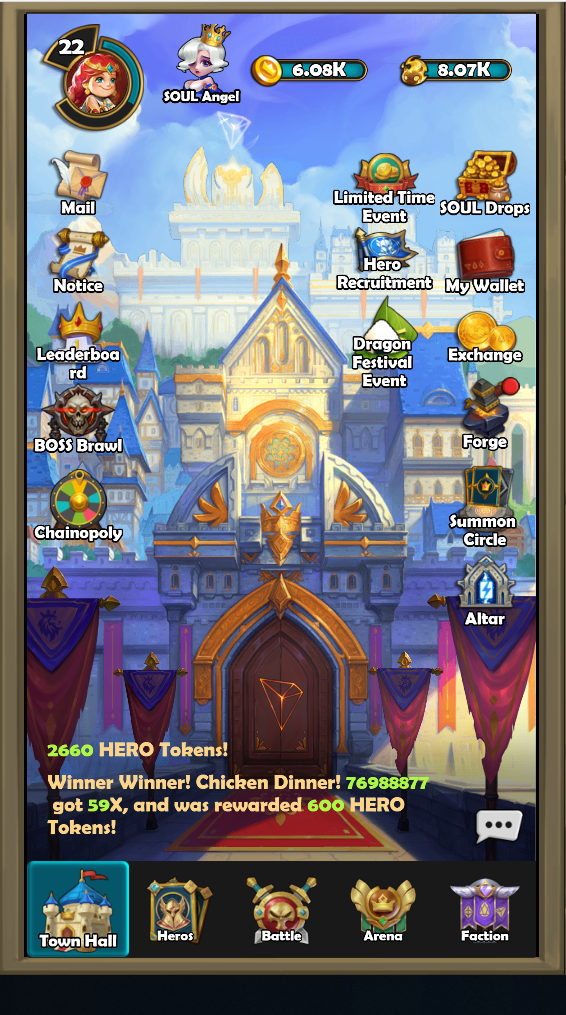 22
SOUL Angel
6.08K
8.07K
Mail
Limited Time
Event
SOUL Drops
Notice
Hero
Recruitment
My Wallet
Leaderboa
rd
Dragon
Festival
Event
Exchange
BOSS Brawl
Forge
Chainopoly
Summon
Circle
Altar
2660 HERO Tokens!
Winner Winner! Chicken Dinner! 76988877
got 59X, and was rewarded 600 HERO
Tokens!
Town Hall
Heros
Battle
Arena
Faction